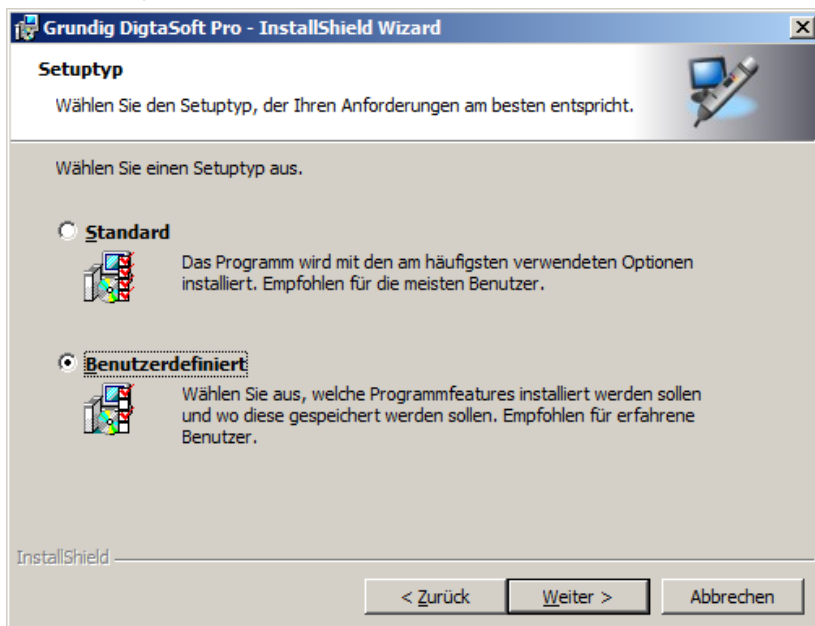 Grundig DigtaSoft Pro - InstallShield Wizard
Setuptyp
Wählen Sie den Setuptyp, der Ihren Anforderungen am besten entspricht.
Wählen Sie einen Setuptyp aus.
Standard
Das Programm wird mit den am häufigsten verwendeten Optionen
installiert. Empfohlen für die meisten Benutzer.
Benutzerdefiniert
Wählen Sie aus, welche Programmfeatures installiert werden sollen
und wo diese gespeichert werden sollen. Empfohlen für erfahrene
Benutzer.
InstallShield
< Zurück
Weiter >
Abbrechen